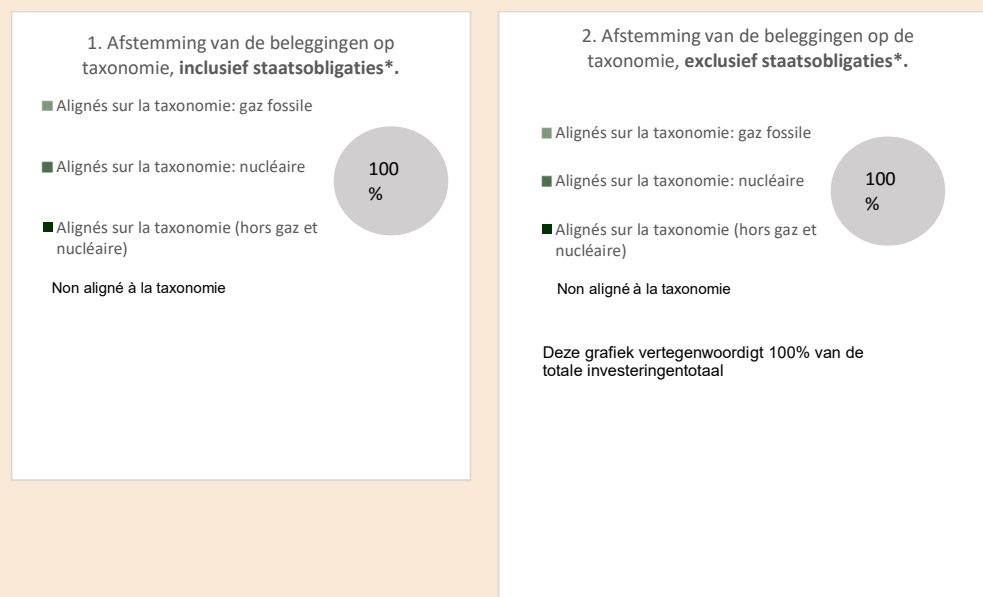 1. Afstemming van de beleggingen op
taxonomie, inclusief staatsobligaties*.
Alignés sur la taxonomie: gaz fossile
Alignés sur la taxonomie: nucléaire
Alignés sur la taxonomie (hors gaz et
nucléaire)
Non aligné à la taxonomie
100
%
2. Afstemming van de beleggingen op de
taxonomie, exclusief staatsobligaties*.
Alignés sur la taxonomie: gaz fossile
Alignés sur la taxonomie: nucléaire
Alignés sur la taxonomie (hors gaz et
nucléaire)
Non aligné à la taxonomie
100
%
Deze grafiek vertegenwoordigt 100% van de
totale investeringentotaal